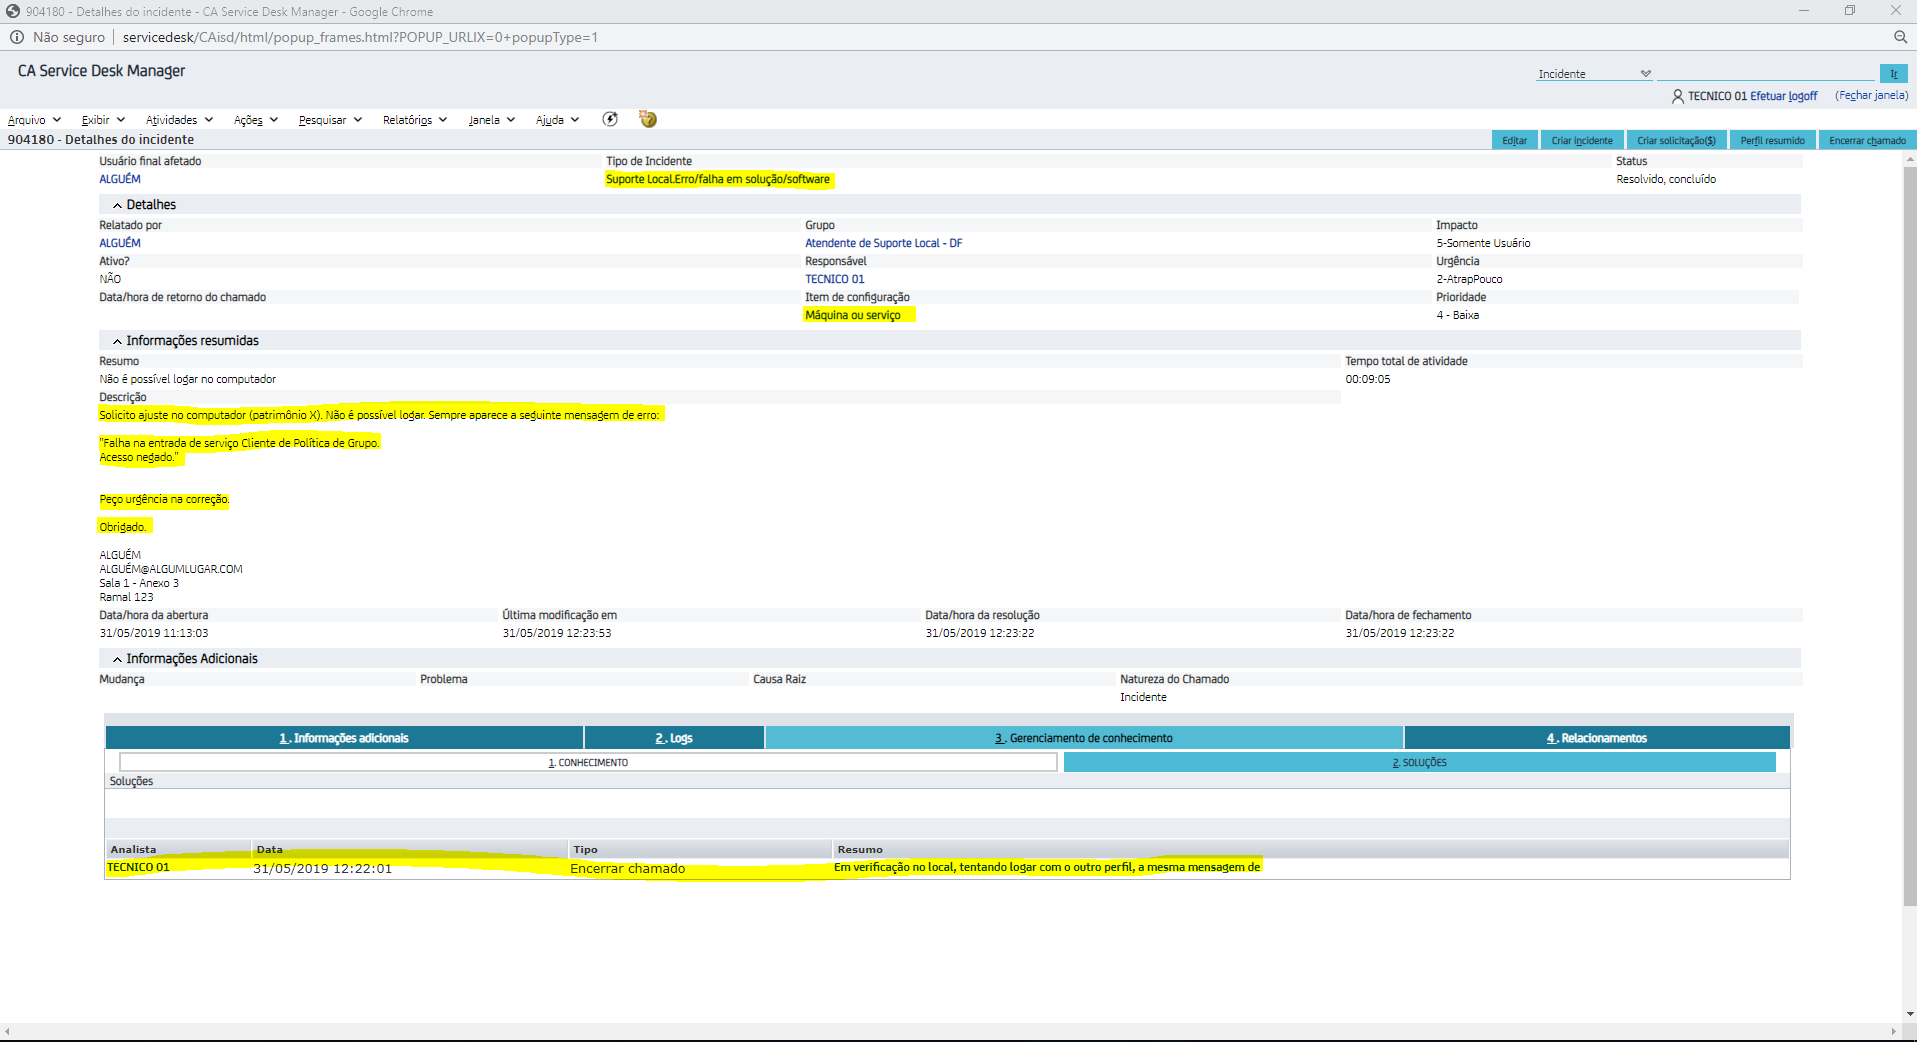 904180 - Detalhes do incidente - CA Service Desk Manager - Google Chrome
Não seguro servicedesk/CAisd/html/popup_frames.html?POPUP_URLIX=0+popupType=1
CA Service Desk Manager
Incidente Ir
TECNICO 01 Efetuar logoff (Fechar janela)
Arquivo Exibir Atividades Ações Pesquisar Relatórios Janela Ajuda
904180 - Detalhes do incidente Editar Criar incidente Criar solicitação($) Perfil resumido Encerrar chamado
Usuário final afetado Tipo de Incidente Status
ALGUÉM Suporte Local.Erro/falha em solução/software Resolvido, concluído
Detalhes
Relatado por Grupo Impacto
ALGUÉM Atendente de Suporte Local - DF 5-Somente Usuário
Ativo? Responsável Urgência
NÃO TECNICO 01 2-AtrapPouco
Data/hora de retorno do chamado Item de configuração Prioridade
Máquina ou serviço 4 - Baixa
Informações resumidas
Resumo Tempo total de atividade
Não é possível logar no computador 00:09:05
Descrição
Solicito ajuste no computador (patrimônio X). Não é possível logar. Sempre aparece a seguinte mensagem de erro:
"Falha na entrada de serviço Cliente de Política de Grupo.
Acesso negado."
Peço urgência na correção.
Obrigado.
ALGUÉM
ALGUÉM@ALGUMLUGAR.COM
Sala 1 - Anexo 3
Ramal 123
Data/hora da abertura Última modificação em Data/hora da resolução Data/hora de fechamento
31/05/2019 11:13:03 31/05/2019 12:23:53 31/05/2019 12:23:22 31/05/2019 12:23:22
Informações Adicionais
Mudança Problema Causa Raiz Natureza do Chamado
Incidente
1 . Informações adicionais 2 . Logs 3 . Gerenciamento de conhecimento 4 . Relacionamentos
1. CONHECIMENTO 2. SOLUÇÕES
Soluções
Analista Data Tipo Resumo
TECNICO 01 31/05/2019 12:22:01 Encerrar chamado Em verificação no local, tentando logar com o outro perfil, a mesma mensagem de